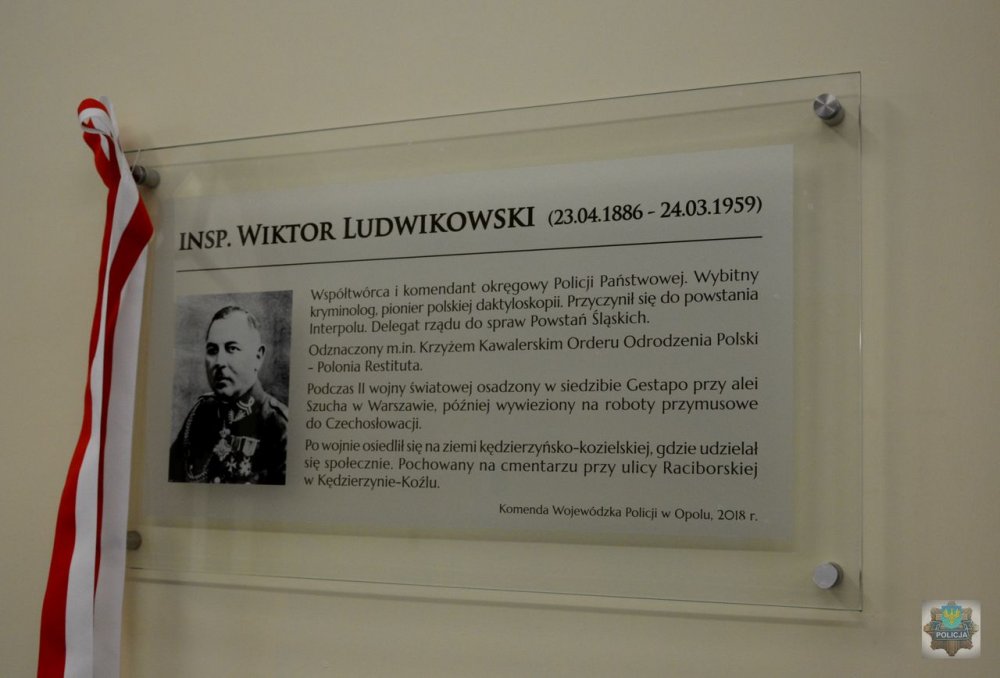 INSP. WIKTOR LUDWIKOWSKI (23.04.1886 - 24.03.1959)
Współtwórca i komendant okręgowy Policji Państwowej. Wybitny
kryminolog, pionier polskiej daktyloskopii. Przyczynił się do powstania
Interpolu. Delegat rządu do spraw Powstań Śląskich.
Odznaczony m.in. Krzyżem Kawalerskim Orderu Odrodzenia Polski
- Polonia Restituta.
Podczas II wojny światowej osadzony w siedzibie Gestapo przy alei
Szucha w Warszawie, później wywieziony na roboty przymusowe
do Czechosłowacji.
Po wojnie osiedlił się na ziemi kędzierzyńsko-kozielskiej, gdzie udzielał
się społecznie. Pochowany na cmentarzu przy ulicy Raciborskiej
w Kędzierzynie-Koźlu.
Komenda Wojewódzka Policji w Opolu, 2018 r.
POLICJA